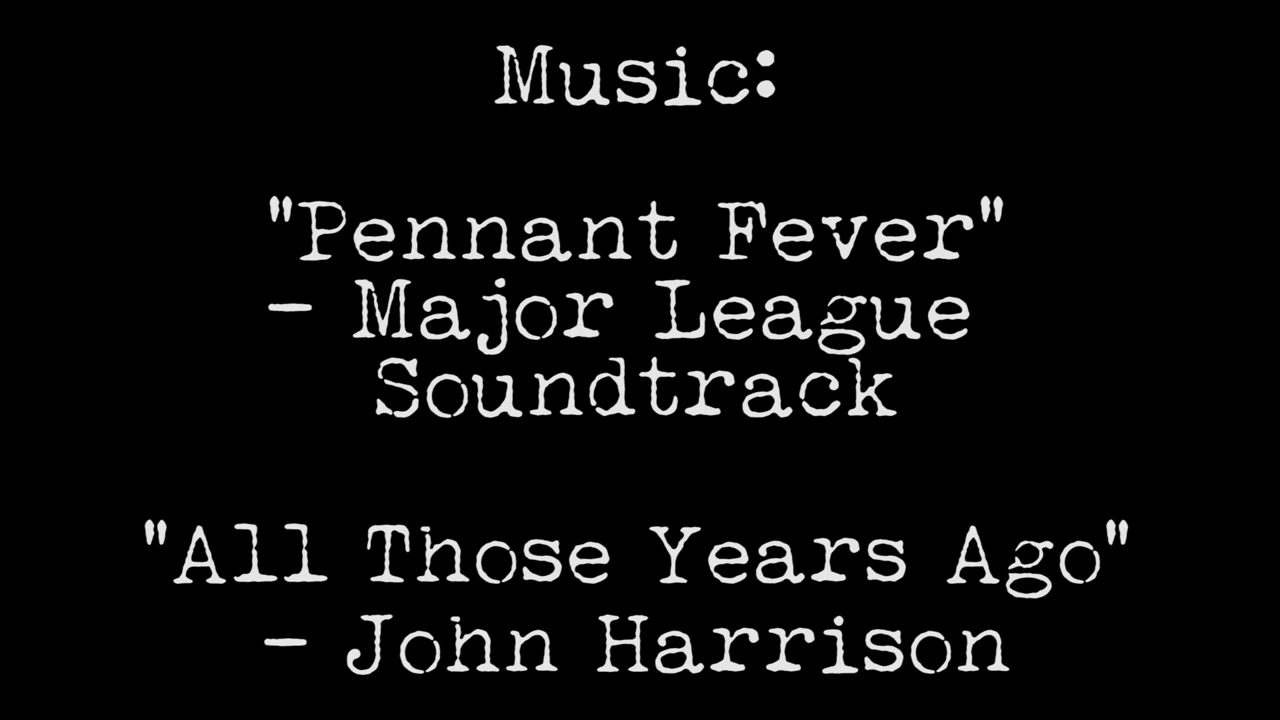 Music:
"Pennant Fever"
- Major League
Soundtrack
"All Those Years Ago"
- John Harrison